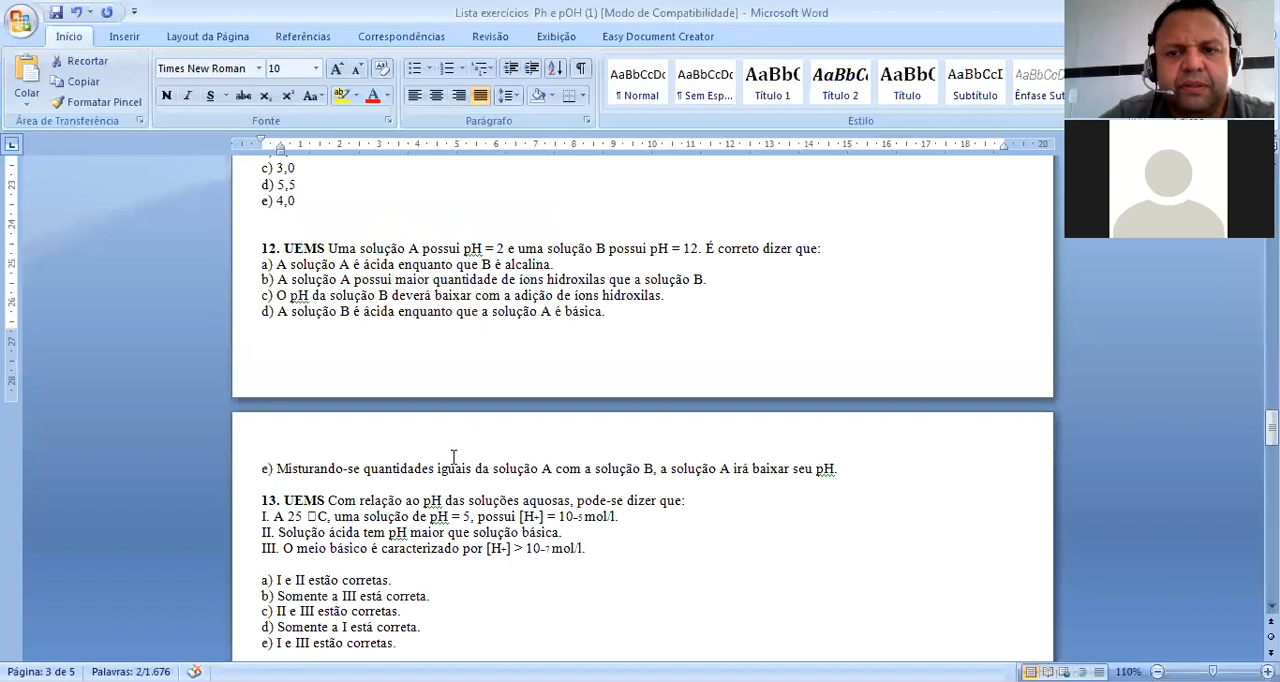 Lista exercícios Ph e pOH (1) [Modo de Compatibilidade] - Microsoft Word
Início Inserir Layout da Página Referências Correspondências Revisão Exibição Easy Document Creator
Colar Recortar Copiar Formatar Pincel
Área de Transferência
Times New Roman 10
N I S abc x₂ x² Aa
Fonte
Parágrafo
AaBbCcDc AaBbCcDc AaBbC AaBbCc AaBbC AaBbCcI AaBbCcDc
¶ Normal ¶ Sem Esp... Título 1 Título 2 Título Subtítulo Ênfase Sut
Estilo
c) 3,0
d) 5,5
e) 4,0
12. UEMS Uma solução A possui pH = 2 e uma solução B possui pH = 12. É correto dizer que:
a) A solução A é ácida enquanto que B é alcalina.
b) A solução A possui maior quantidade de íons hidroxilas que a solução B.
c) O pH da solução B deverá baixar com a adição de íons hidroxilas.
d) A solução B é ácida enquanto que a solução A é básica.
e) Misturando-se quantidades iguais da solução A com a solução B, a solução A irá baixar seu pH.
13. UEMS Com relação ao pH das soluções aquosas, pode-se dizer que:
I. A 25 □C, uma solução de pH = 5, possui [H-] = 10-5 mol/l.
II. Solução ácida tem pH maior que solução básica.
III. O meio básico é caracterizado por [H-] > 10-7 mol/l.
a) I e II estão corretas.
b) Somente a III está correta.
c) II e III estão corretas.
d) Somente a I está correta.
e) I e III estão corretas.
Página: 3 de 5 Palavras: 2/1.676 110%